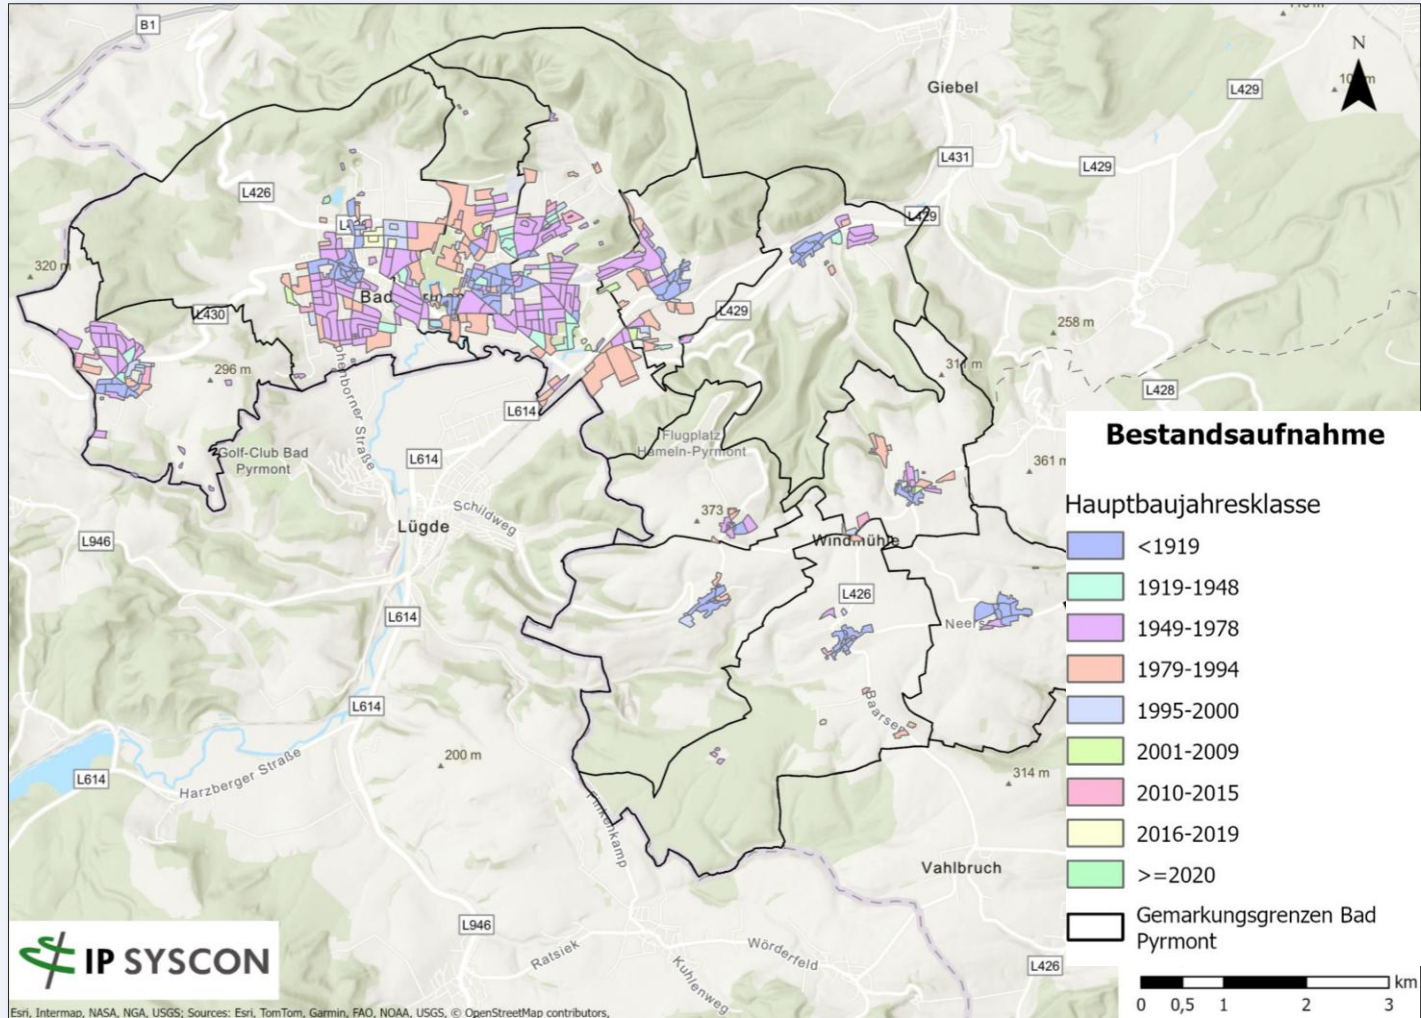 B1
Giebel
N
L429
L431
L429
L426
L429
320 m
L430
L429
258 m
296 m
L428
L614
Flugplatz
Hameln-Pyrmont
Golf-Club Bad
Pyrmont
L614
361 m
373 m
Schildweg
Lügde
L946
Windmühle
L426
L614
Neers
L614
Baarsen
200 m
L614
Harzberger Straße
314 m
Vahlbruch
L946
Ratsiek
Wörderfeld
Kuhlenweg
L426
Bestandsaufnahme
Hauptbaujahresklasse
<1919
1919-1948
1949-1978
1979-1994
1995-2000
2001-2009
2010-2015
2016-2019
>=2020
Gemarkungsgrenzen Bad
Pyrmont
km
0 0,5 1 2 3
IP SYSCON
Esri, Intermap, NASA, NGA, USGS; Sources: Esri, TomTom, Garmin, FAO, NOAA, USGS, © OpenStreetMap contributors,